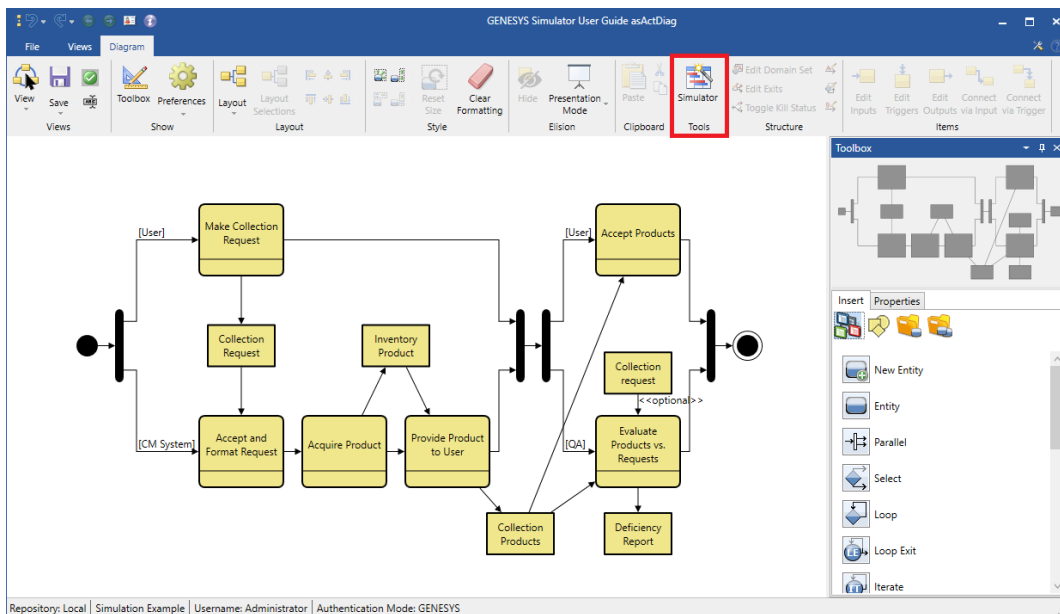 GENESYS Simulator User Guide asActDiag
File Views Diagram
View
Save
Toolbox
Preferences
Layout
Layout
Selections
Reset
Size
Clear
Formatting
Hide
Presentation
Mode
Paste
Simulator
Edit Domain Set
Edit Exits
Toggle Kill Status
Edit
Inputs
Edit
Triggers
Edit
Outputs
Connect
via Input
Connect
via Trigger
Views Show Layout Style Elision Clipboard Tools Structure Items
Toolbox
[User]
Make Collection
Request
[User]
Accept Products
Collection
Request
Inventory
Product
Collection
request
<<optional>>
[CM System]
Accept and
Format Request
Acquire Product
Provide Product
to User
[QA]
Evaluate
Products vs.
Requests
Collection
Products
Deficiency
Report
Insert Properties
New Entity
Entity
Parallel
Select
Loop
Loop Exit
Iterate
Repository: Local Simulation Example Username: Administrator Authentication Mode: GENESYS